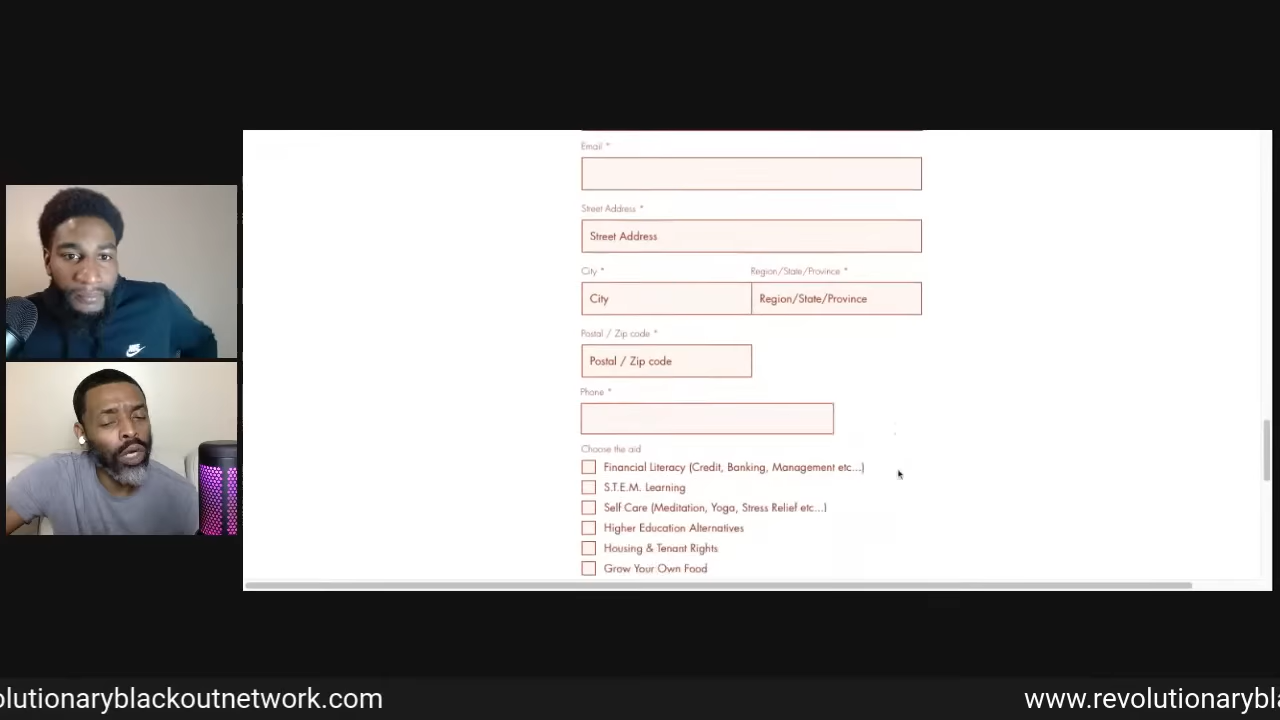 Email *
Street Address *
Street Address
City * Region/State/Province *
City Region/State/Province
Postal / Zip code *
Postal / Zip code
Phone *
Choose the aid
Financial Literacy (Credit, Banking, Management etc...)
S.T.E.M. Learning
Self Care (Meditation, Yoga, Stress Relief etc...)
Higher Education Alternatives
Housing & Tenant Rights
Grow Your Own Food
olutionaryblackoutnetwork.com www.revolutionarybla